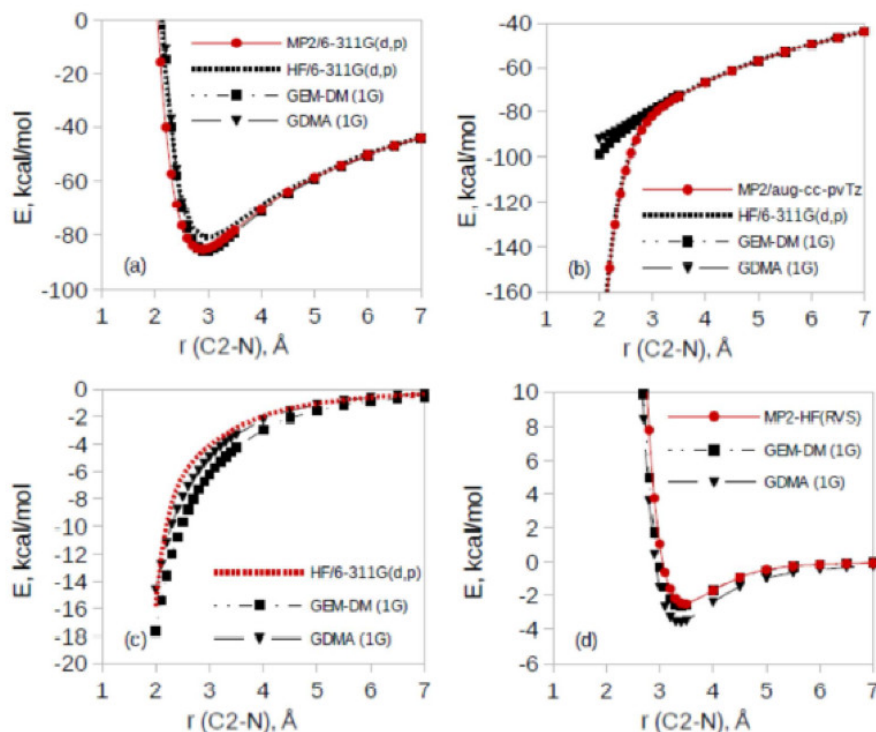 0
-20
-40
-60
-80
-100
E, kcal/mol
MP2/6-311G(d,p)
HF/6-311G(d,p)
GEM-DM (1G)
GDMA (1G)
(a)
1 2 3 4 5 6 7
r (C2-N), Å
-40
-60
-80
-100
-120
-140
-160
E, kcal/mol
MP2/aug-cc-pvTz
HF/6-311G(d,p)
GEM-DM (1G)
GDMA (1G)
(b)
1 2 3 4 5 6 7
r (C2-N), Å
0
-2
-4
-6
-8
-10
-12
-14
-16
-18
-20
E, kcal/mol
HF/6-311G(d,p)
GEM-DM (1G)
GDMA (1G)
(c)
1 2 3 4 5 6 7
r (C2-N), Å
10
8
6
4
2
0
-2
-4
-6
E, kcal/mol
MP2-HF(RVS)
GEM-DM (1G)
GDMA (1G)
(d)
1 2 3 4 5 6 7
r (C2-N), Å